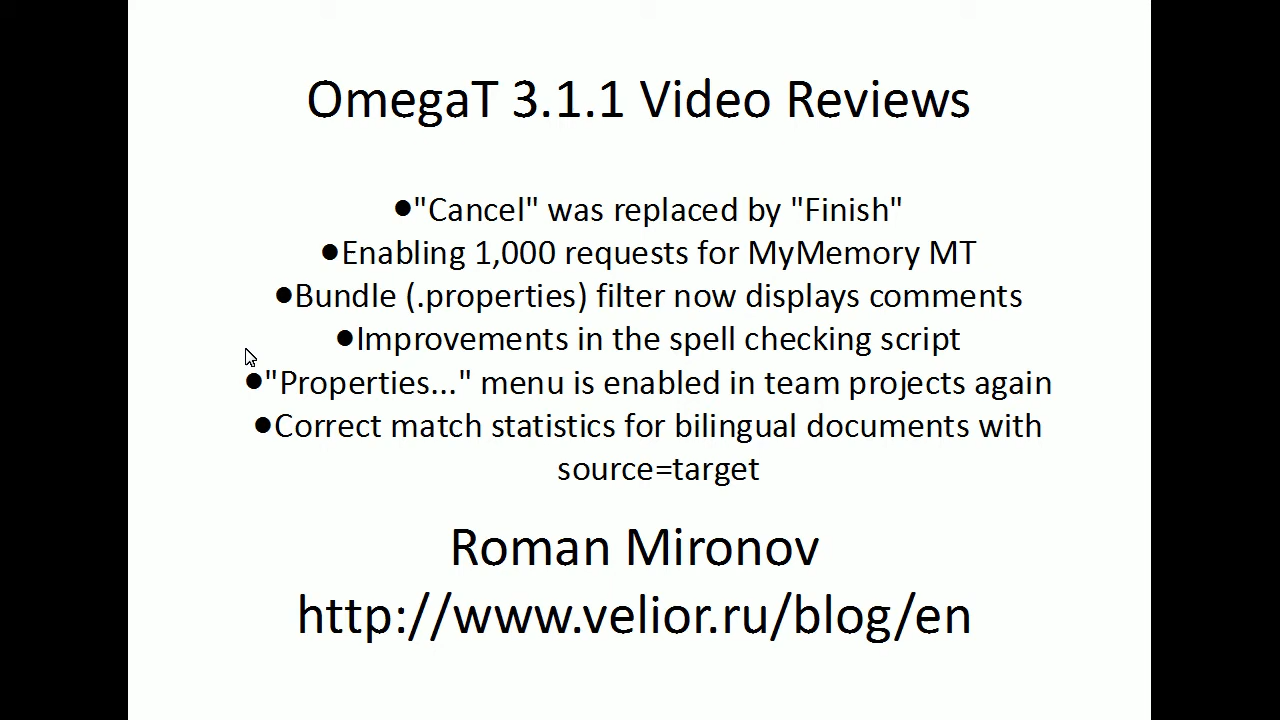 OmegaT 3.1.1 Video Reviews
●"Cancel" was replaced by "Finish"
●Enabling 1,000 requests for MyMemory MT
●Bundle (.properties) filter now displays comments
●Improvements in the spell checking script
●"Properties..." menu is enabled in team projects again
●Correct match statistics for bilingual documents with
source=target
Roman Mironov
http://www.velior.ru/blog/en